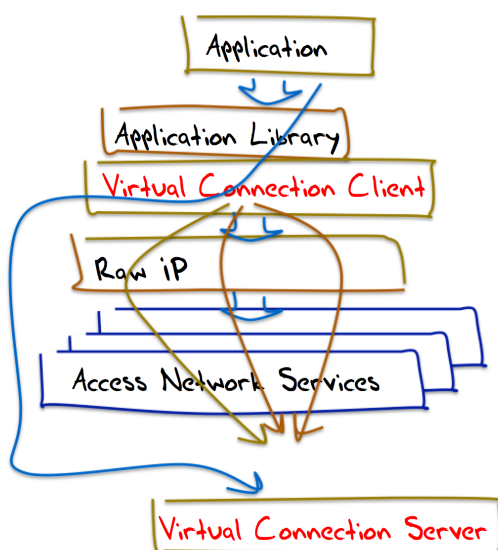 Application
Application Library
Virtual Connection Client
Raw iP
Access Network Services
Virtual Connection Server